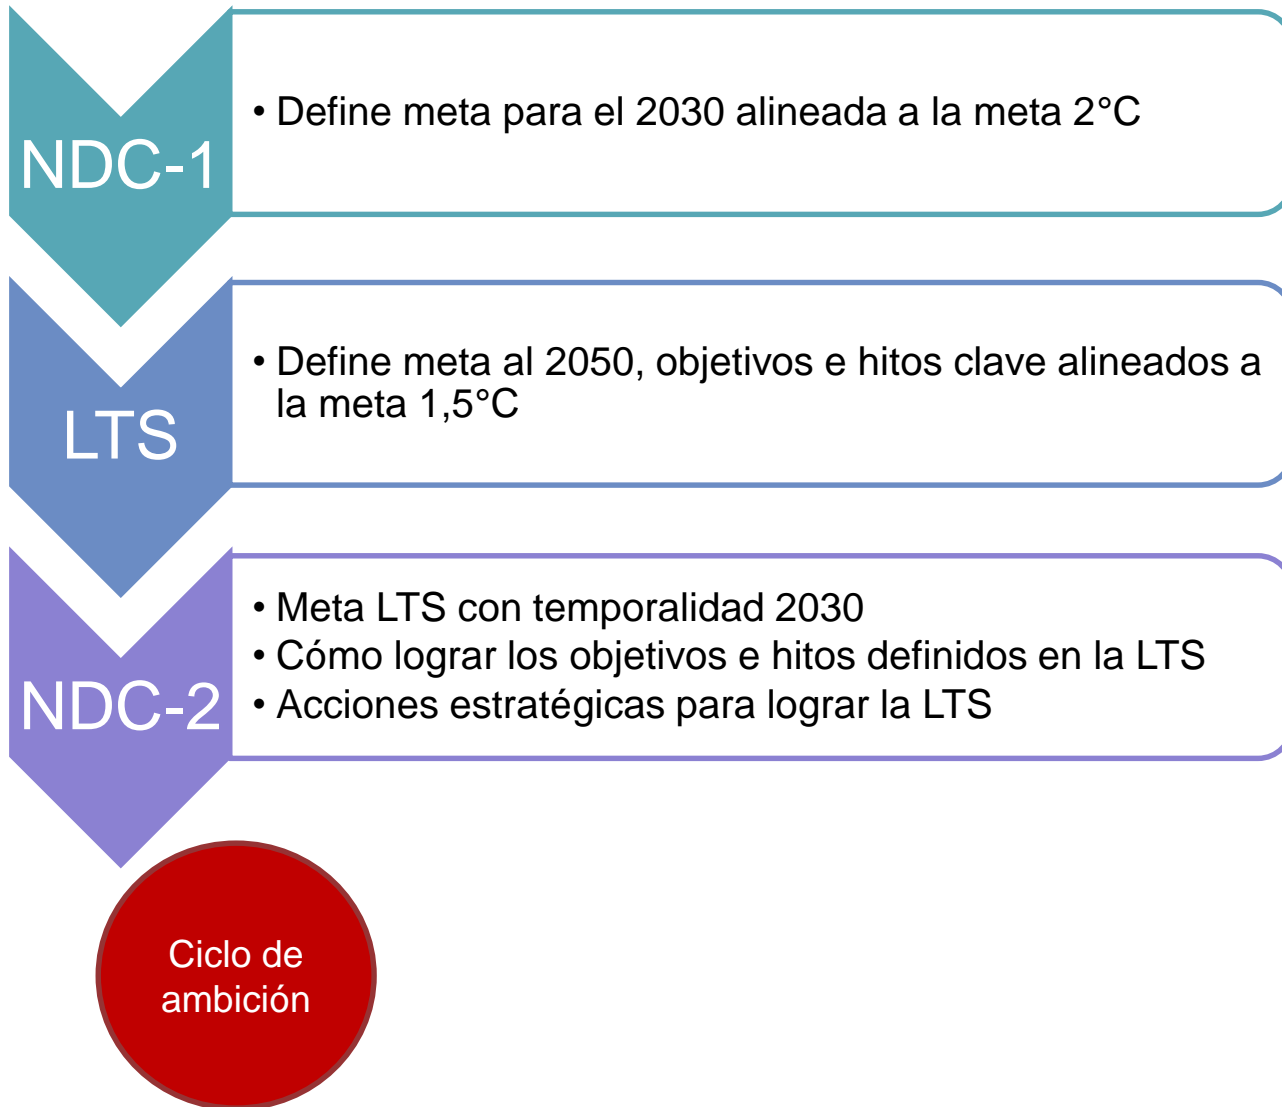 NDC-1
• Define meta para el 2030 alineada a la meta 2°C
LTS
• Define meta al 2050, objetivos e hitos clave alineados a
la meta 1,5°C
NDC-2
• Meta LTS con temporalidad 2030
• Cómo lograr los objetivos e hitos definidos en la LTS
• Acciones estratégicas para lograr la LTS
Ciclo de
ambición